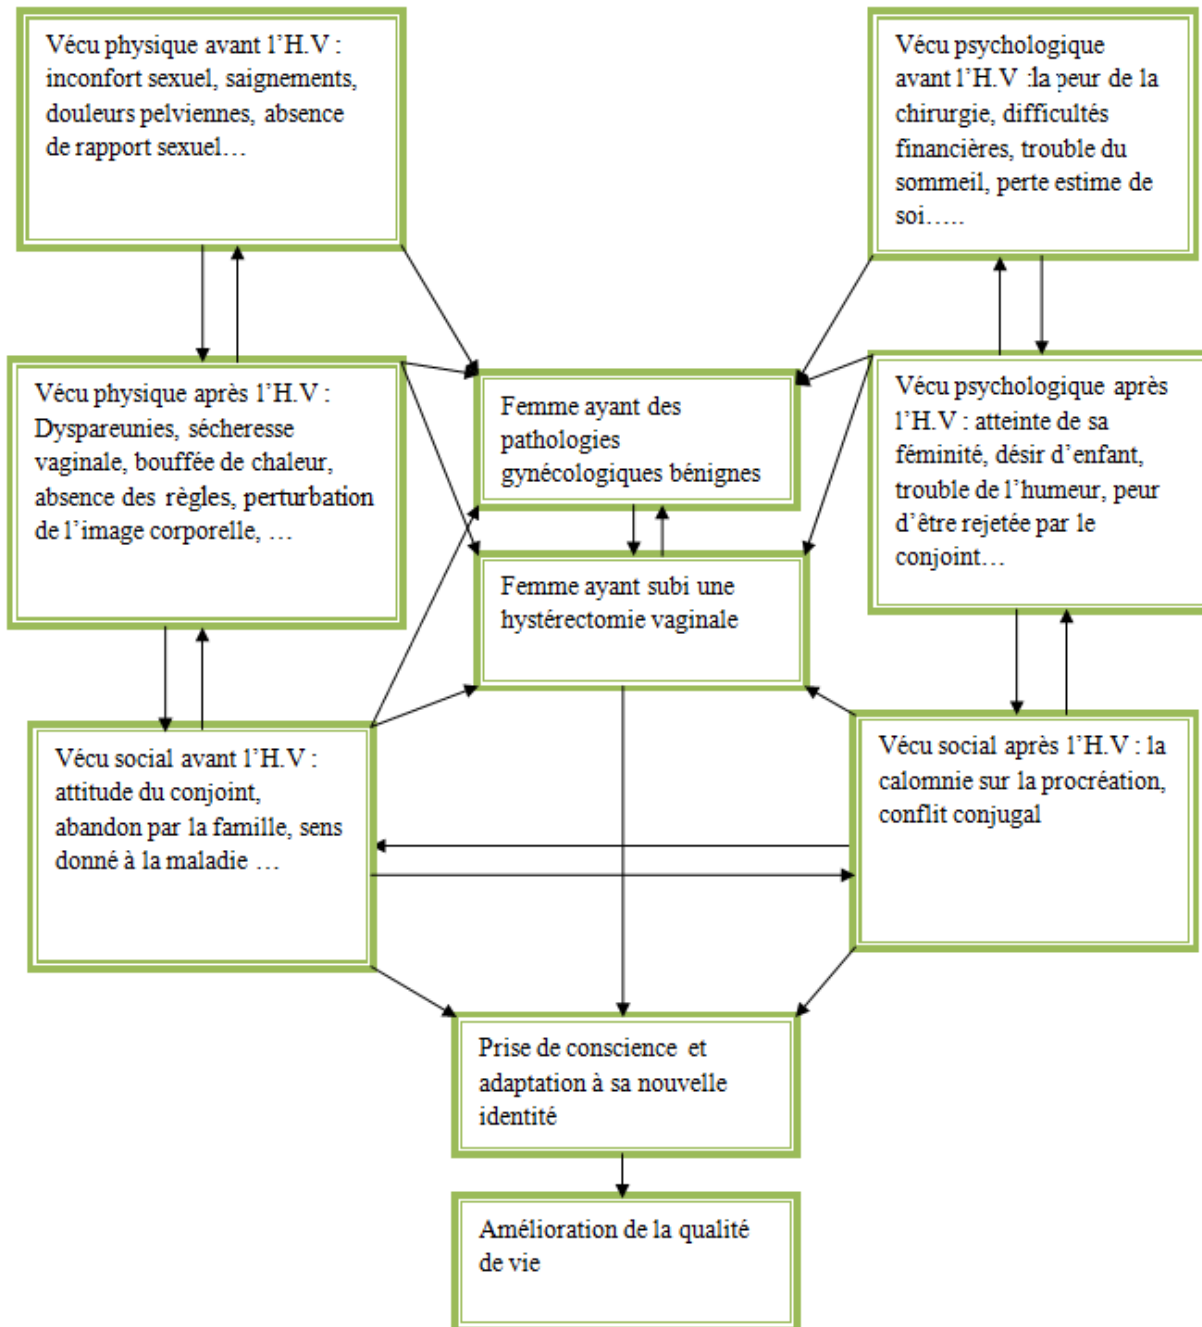 Vécu physique avant l’H.V :
inconfort sexuel, saignements,
douleurs pelviennes, absence
de rapport sexuel…
Vécu psychologique
avant l’H.V :la peur de la
chirurgie, difficultés
financières, trouble du
sommeil, perte estime de
soi…..
Vécu physique après l’H.V :
Dyspareunies, sécheresse
vaginale, bouffée de chaleur,
absence des règles, perturbation
de l’image corporelle, …
Femme ayant des
pathologies
gynécologiques bénignes
Vécu psychologique après
l’H.V : atteinte de sa
féminité, désir d’enfant,
trouble de l’humeur, peur
d’être rejetée par le
conjoint…
Femme ayant subi une
hystérectomie vaginale
Vécu social avant l’H.V :
attitude du conjoint,
abandon par la famille, sens
donné à la maladie …
Vécu social après l’H.V : la
calomnie sur la procréation,
conflit conjugal
Prise de conscience et
adaptation à sa nouvelle
identité
Amélioration de la qualité
de vie